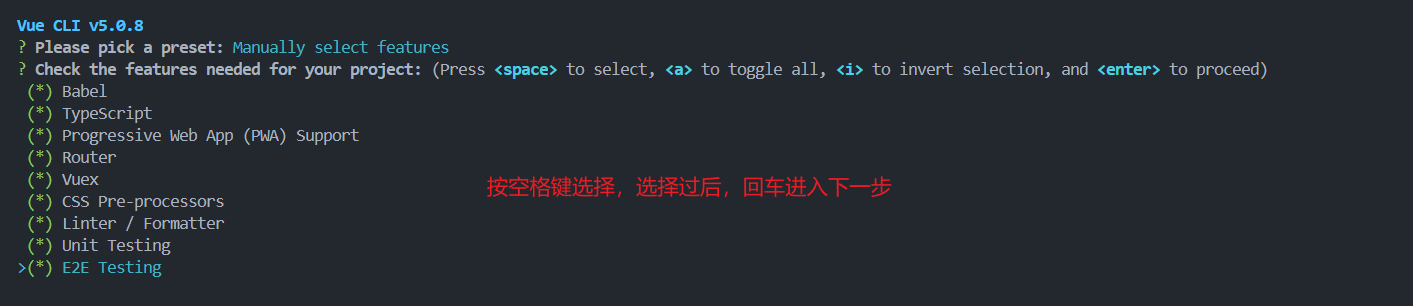 Vue CLI v5.0.8
? Please pick a preset: Manually select features
? Check the features needed for your project: (Press <space> to select, <a> to toggle all, <i> to invert selection, and <enter> to proceed)
(*) Babel
(*) TypeScript
(*) Progressive Web App (PWA) Support
(*) Router
(*) Vuex
按空格键选择，选择过后，回车进入下一步
(*) CSS Pre-processors
(*) Linter / Formatter
(*) Unit Testing
>(*) E2E Testing